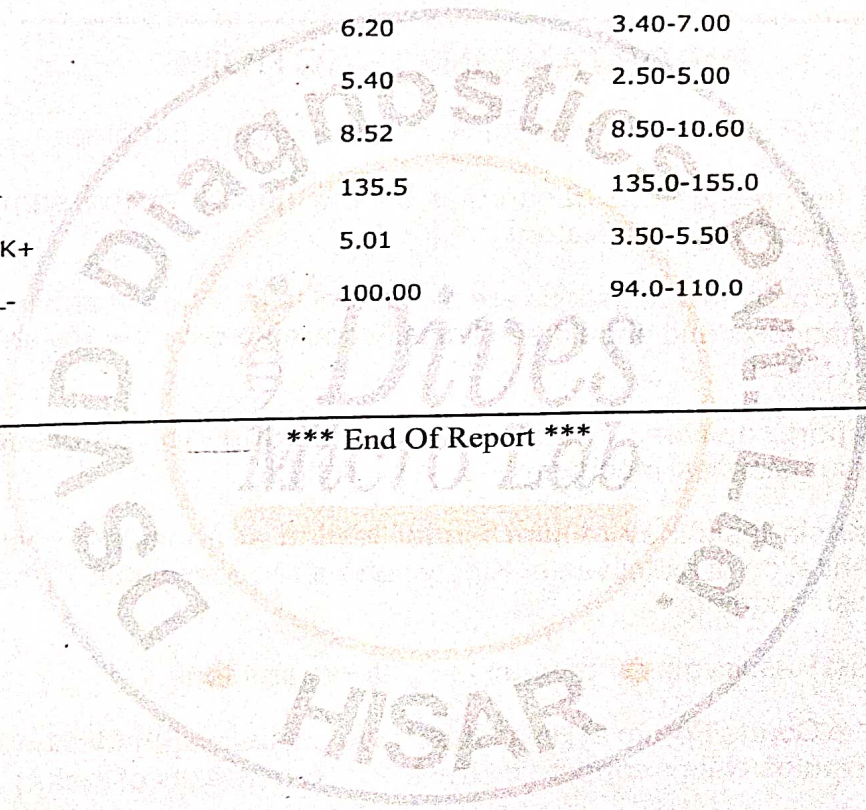 6.20 3.40-7.00
5.40 2.50-5.00
8.52 8.50-10.60
135.5 135.0-155.0
K+ 5.01 3.50-5.50
- 100.00 94.0-110.0
*** End Of Report ***
DSVD Diagnostics Pvt. Ltd.
Dives
Micro Lab
HISAR